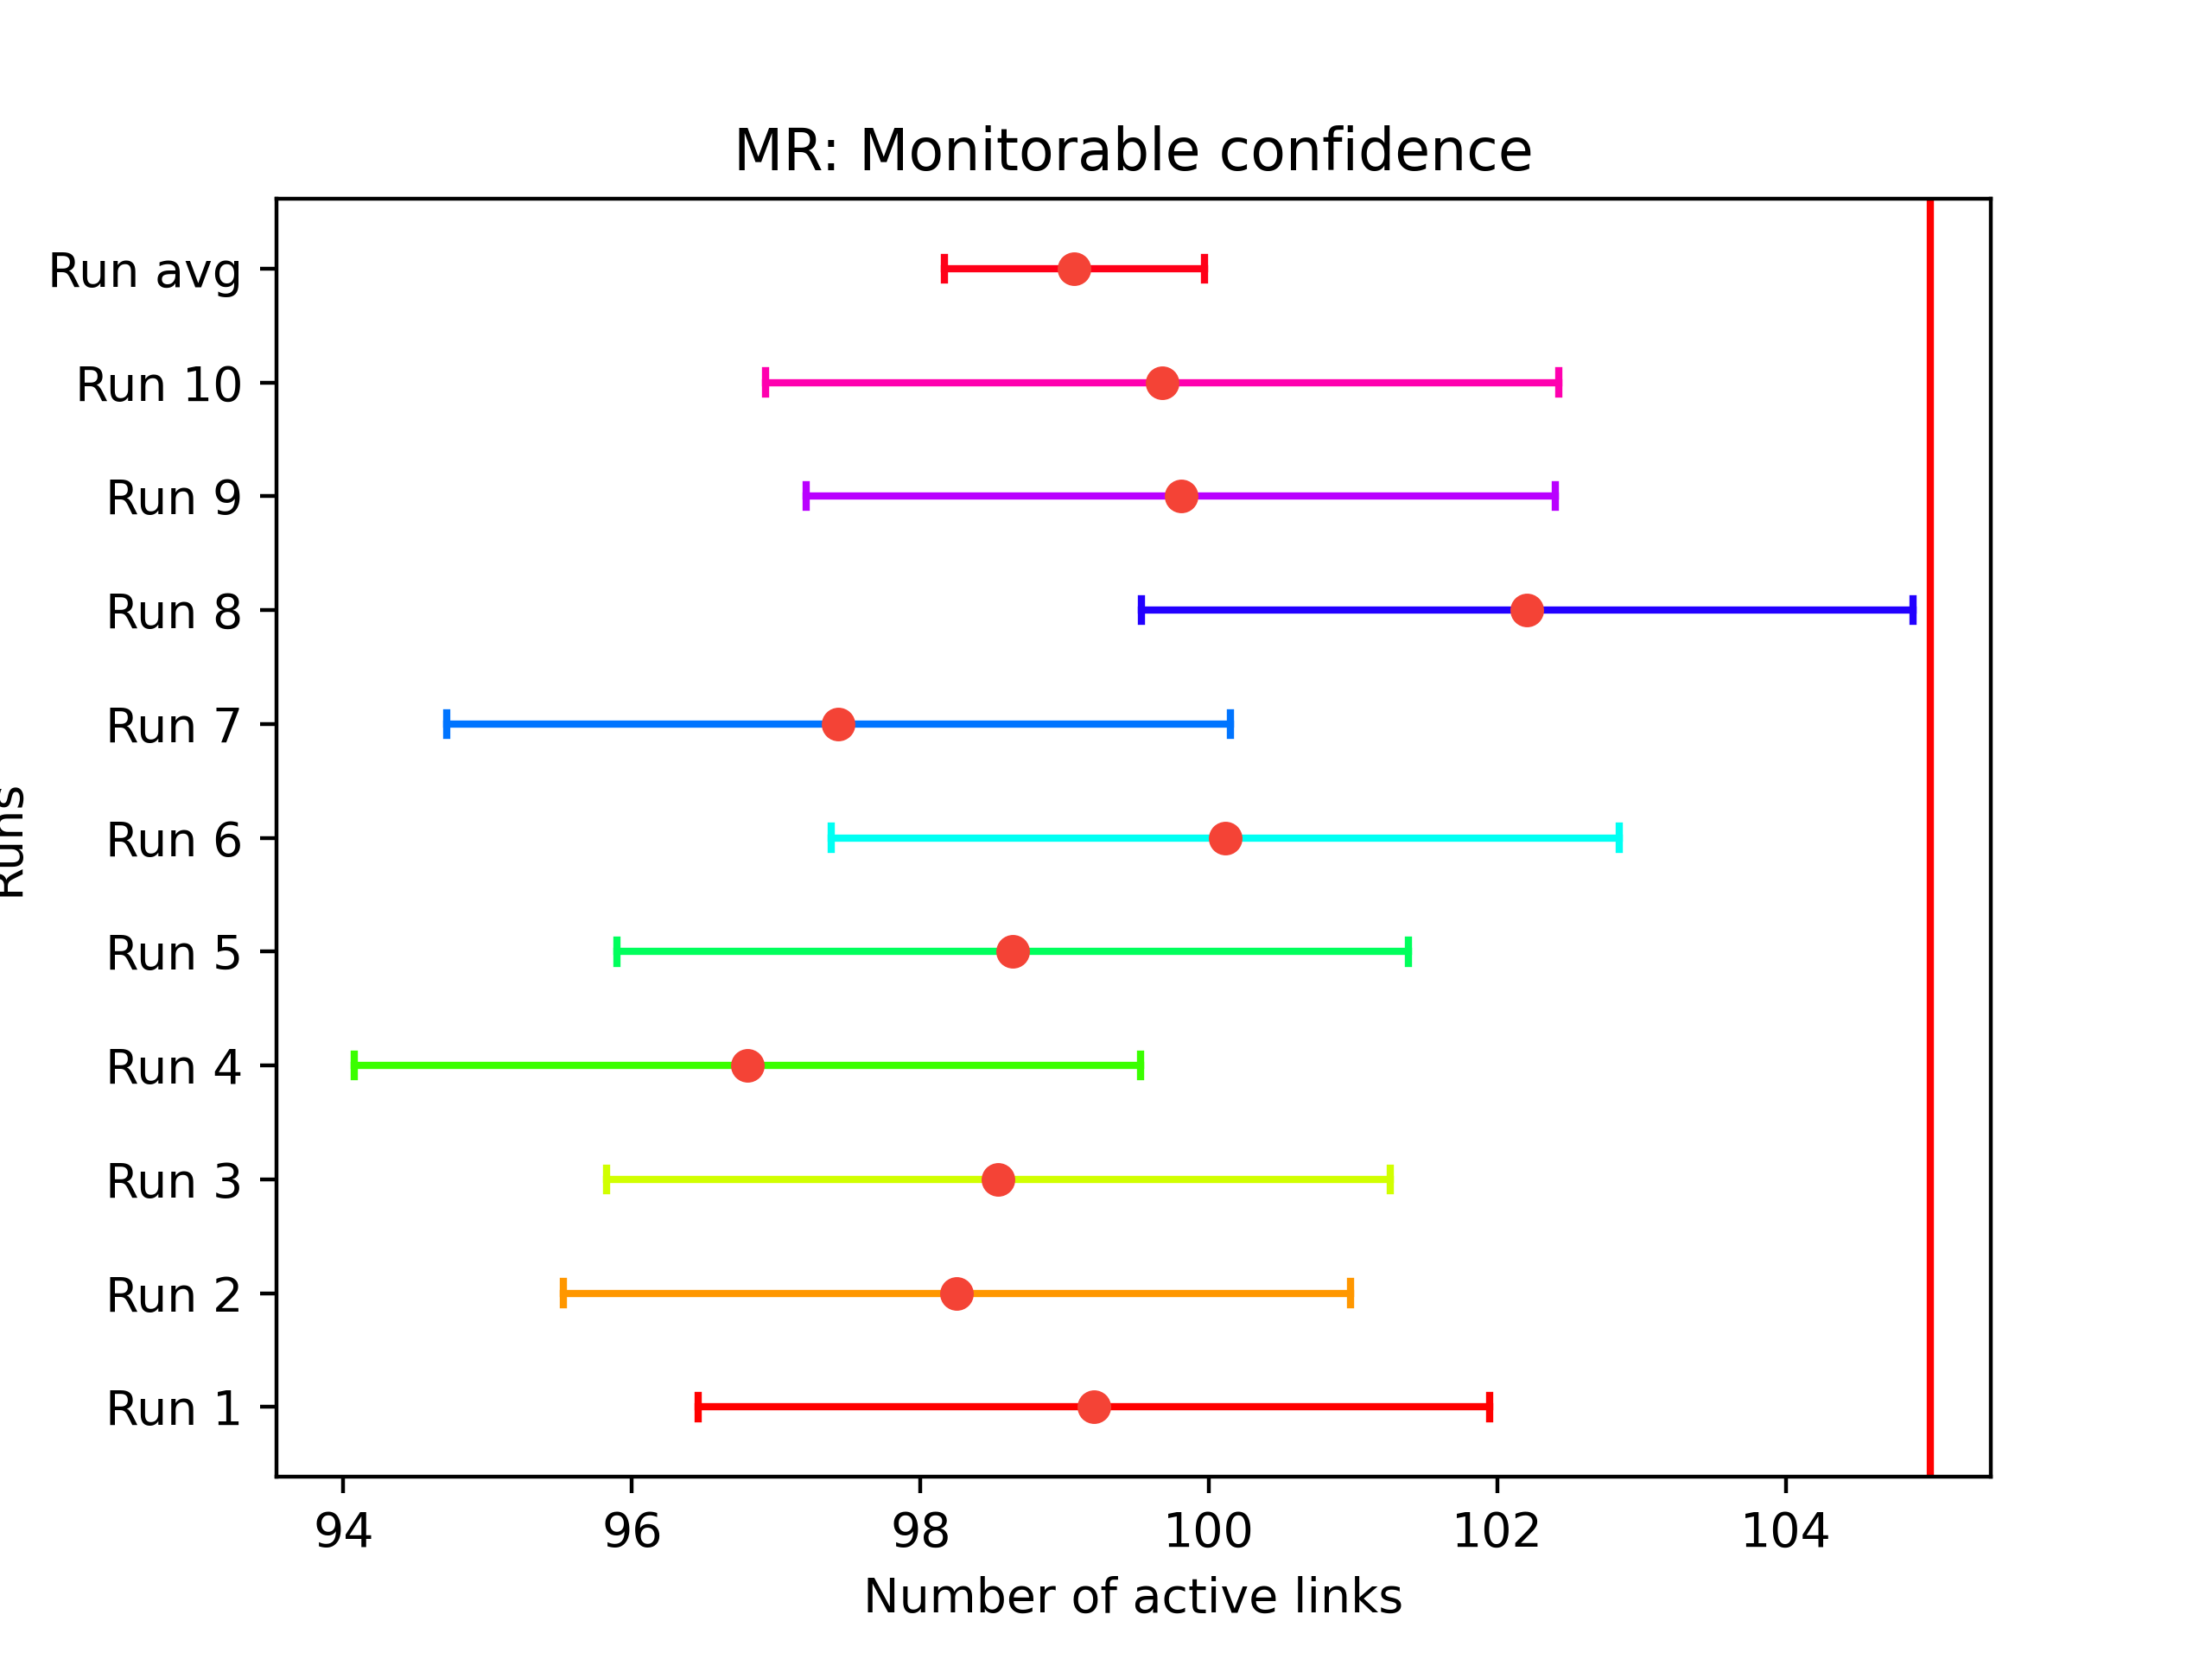 MR: Monitorable confidence
Run avg
Run 10
Run 9
Run 8
Run 7
Run 6
Run 5
Run 4
Run 3
Run 2
Run 1
Runs
94 96 98 100 102 104
Number of active links